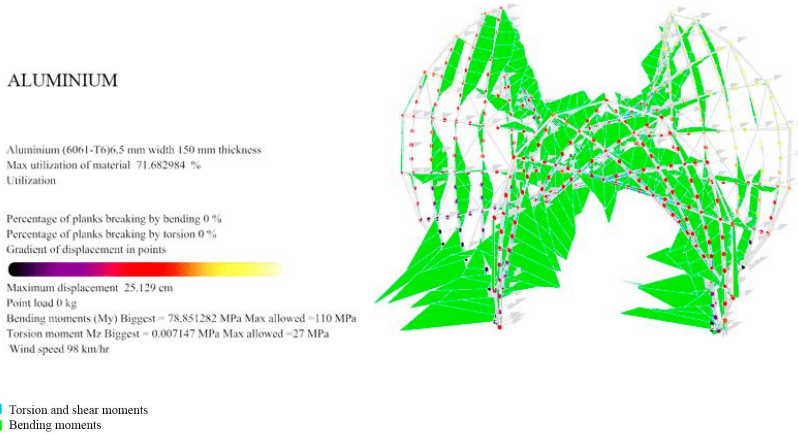 ALUMINIUM
Aluminium (6061-T6)6,5 mm width 150 mm thickness
Max utilization of material 71.682984 %
Utilization
Percentage of planks breaking by bending 0 %
Percentage of planks breaking by torsion 0 %
Gradient of displacement in points
Maximum displacement 25.129 cm
Point load 0 kg
Bending moments (My) Biggest = 78.851282 MPa Max allowed =110 MPa
Torsion moment Mz Biggest = 0.007147 MPa Max allowed =27 MPa
Wind speed 98 km/hr
Torsion and shear moments
Bending moments